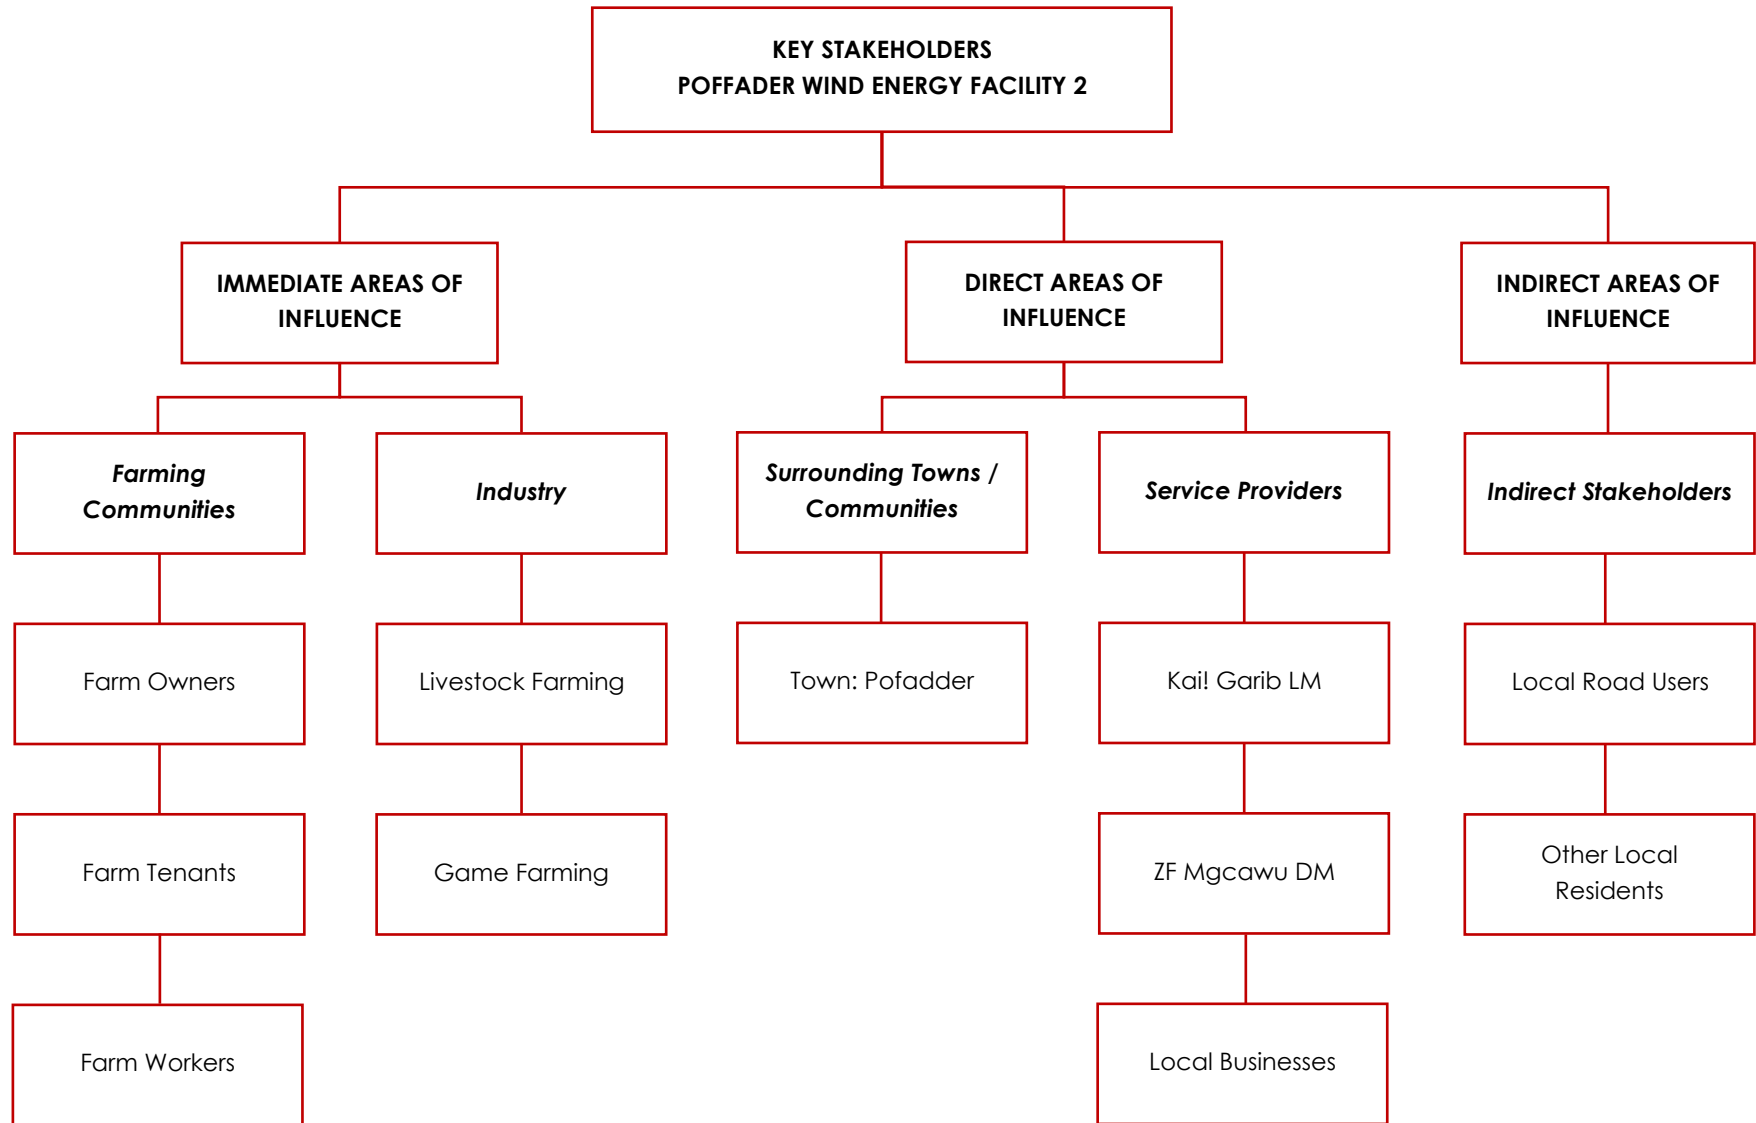 KEY STAKEHOLDERS
POFFADER WIND ENERGY FACILITY 2
IMMEDIATE AREAS OF
INFLUENCE
DIRECT AREAS OF
INFLUENCE
INDIRECT AREAS OF
INFLUENCE
Farming
Communities
Industry
Surrounding Towns /
Communities
Service Providers
Indirect Stakeholders
Farm Owners
Livestock Farming
Town: Pofadder
Kai! Garib LM
Local Road Users
Farm Tenants
Game Farming
ZF Mgcawu DM
Other Local
Residents
Farm Workers
Local Businesses